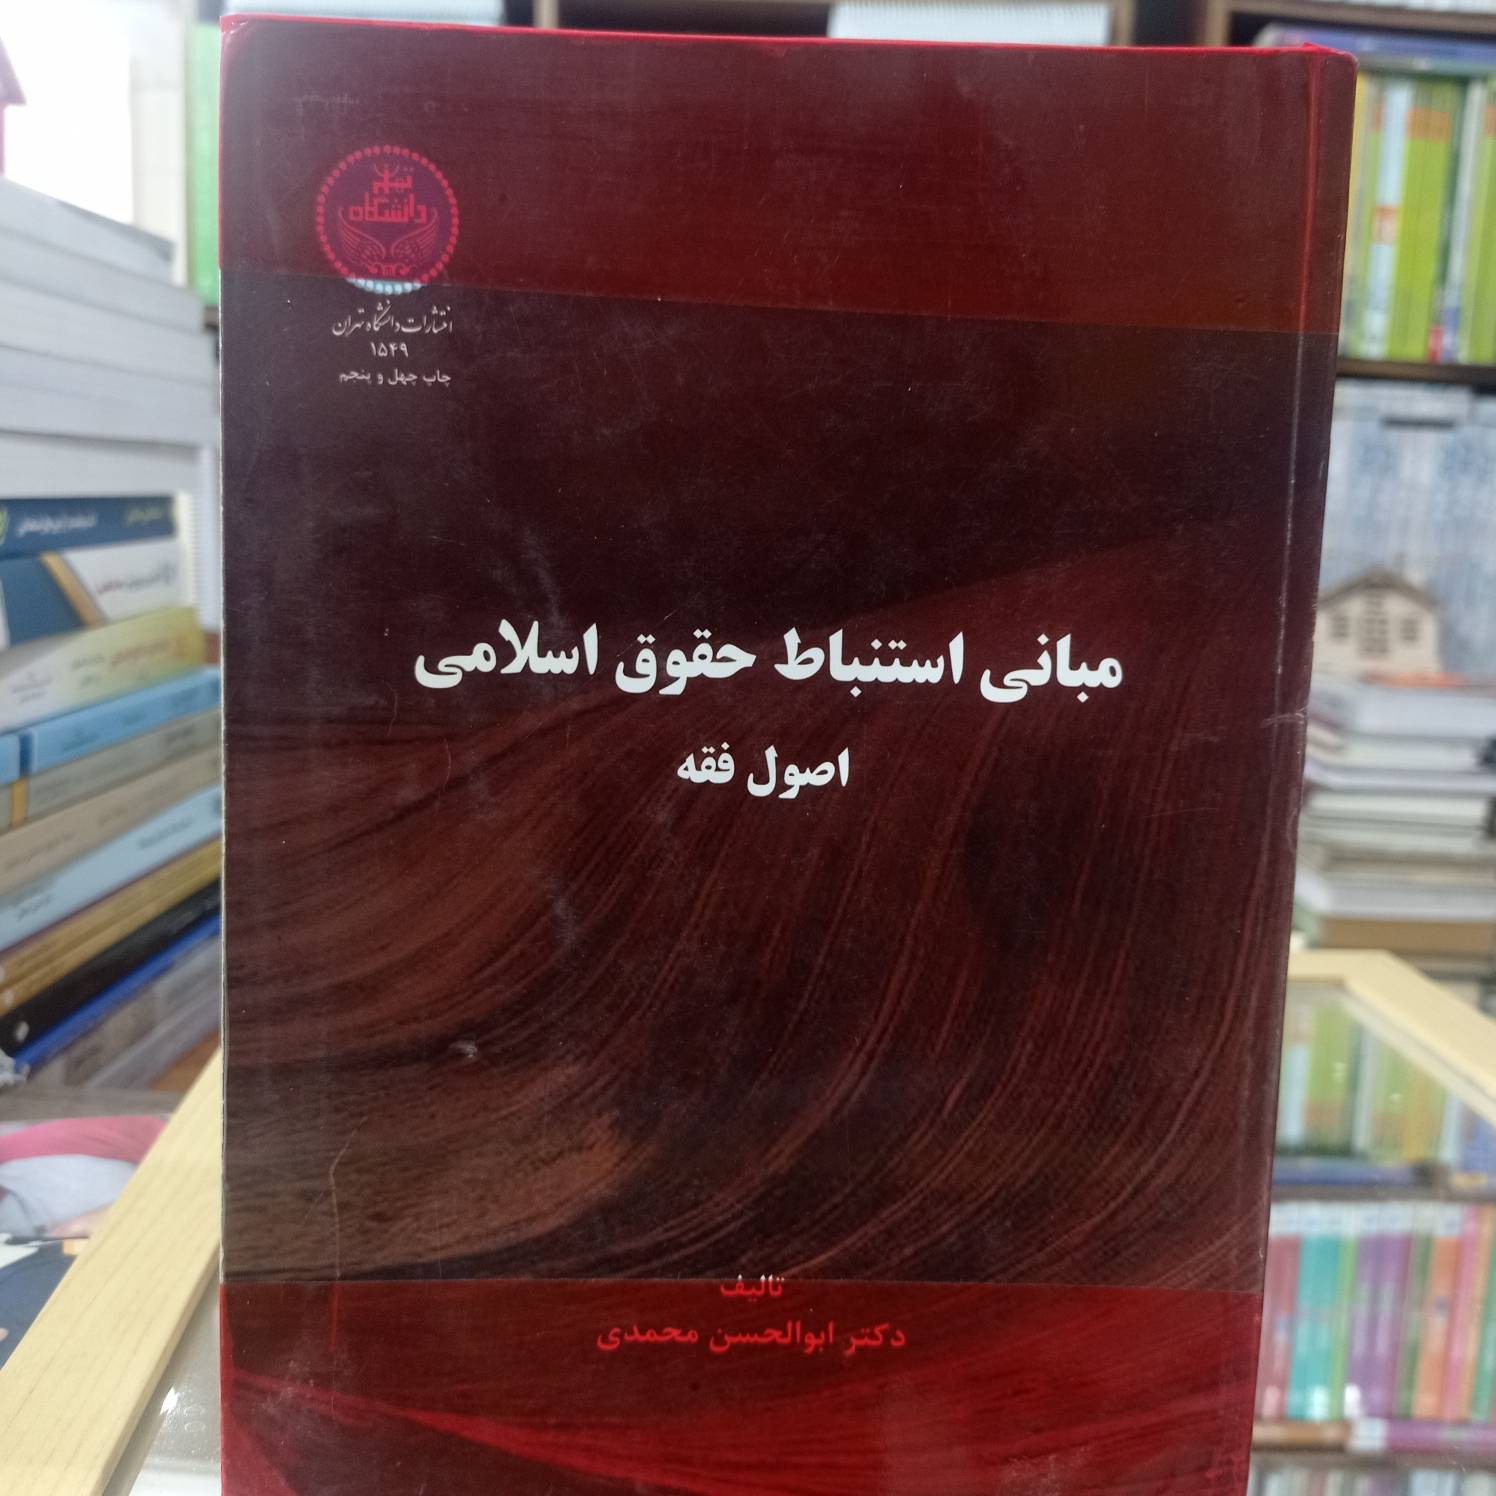 دانشگاه
انتشارات دانشگاه تهران
۱۵۴۹
چاپ چهل و پنجم
مبانی استنباط حقوق اسلامی
اصول فقه
تالیف
دکتر ابوالحسن محمدی